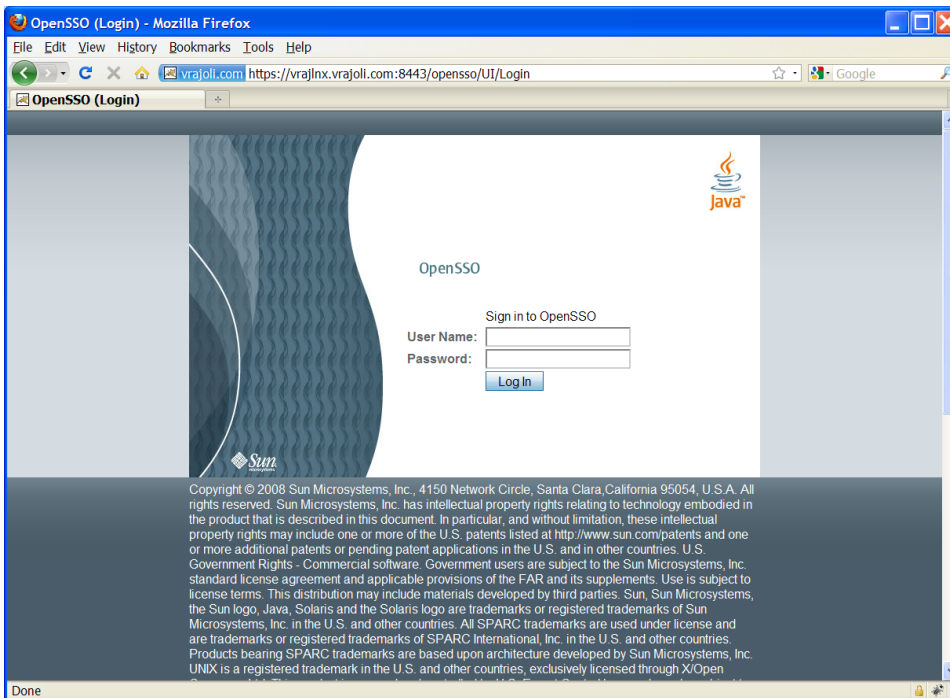 OpenSSO (Login) - Mozilla Firefox
File Edit View History Bookmarks Tools Help
vrajoli.com https://vrajlnx.vrajoli.com:8443/opensso/UI/Login
Google
OpenSSO (Login)
Java™
OpenSSO
Sign in to OpenSSO
User Name:
Password:
Log In
Sun
microsystems
Copyright © 2008 Sun Microsystems, Inc., 4150 Network Circle, Santa Clara,California 95054, U.S.A. All
rights reserved. Sun Microsystems, Inc. has intellectual property rights relating to technology embodied in
the product that is described in this document. In particular, and without limitation, these intellectual
property rights may include one or more of the U.S. patents listed at http://www.sun.com/patents and one
or more additional patents or pending patent applications in the U.S. and in other countries. U.S.
Government Rights - Commercial software. Government users are subject to the Sun Microsystems, Inc.
standard license agreement and applicable provisions of the FAR and its supplements. Use is subject to
license terms. This distribution may include materials developed by third parties. Sun, Sun Microsystems,
the Sun logo, Java, Solaris and the Solaris logo are trademarks or registered trademarks of Sun
Microsystems, Inc. in the U.S. and other countries. All SPARC trademarks are used under license and
are trademarks or registered trademarks of SPARC International, Inc. in the U.S. and other countries.
Products bearing SPARC trademarks are based upon architecture developed by Sun Microsystems, Inc.
UNIX is a registered trademark in the U.S. and other countries, exclusively licensed through X/Open
Done